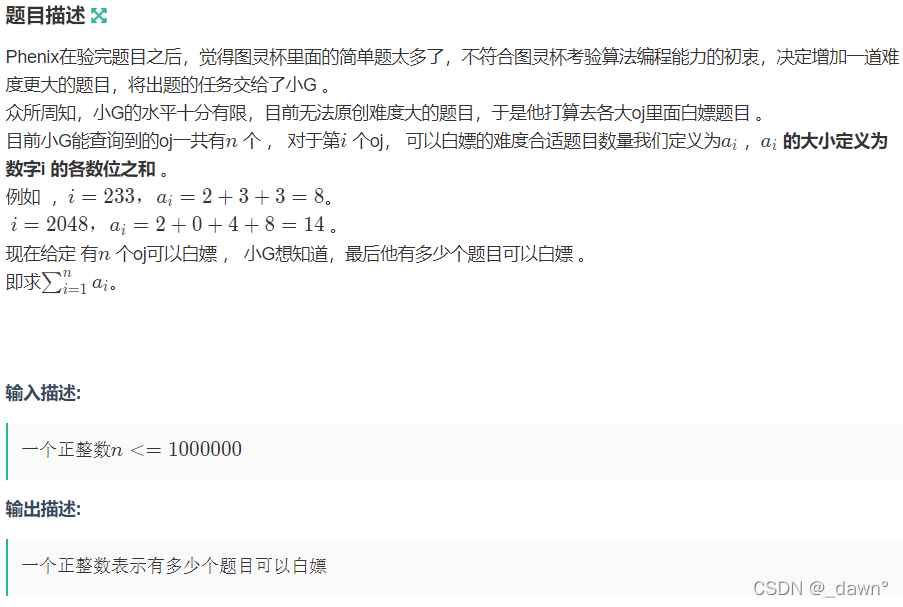 题目描述
Phenix在验完题目之后，觉得图灵杯里面的简单题太多了，不符合图灵杯考验算法编程能力的初衷，决定增加一道难
度更大的题目，将出题的任务交给了小G 。
众所周知，小G的水平十分有限，目前无法原创难度大的题目，于是他打算去各大oj里面白嫖题目 。
目前小G能查询到的oj一共有n 个 ， 对于第i 个oj， 可以白嫖的难度合适题目数量我们定义为a_i ，a_i 的大小定义为
数字i 的各数位之和 。
例如 ，i = 233，a_i = 2 + 3 + 3 = 8。
i = 2048，a_i = 2 + 0 + 4 + 8 = 14 。
现在给定 有n 个oj可以白嫖 ， 小G想知道，最后他有多少个题目可以白嫖 。
即求∑_{i=1}^{n} a_i。
输入描述:
一个正整数n <= 1000000
输出描述:
一个正整数表示有多少个题目可以白嫖
CSDN @_dawn°